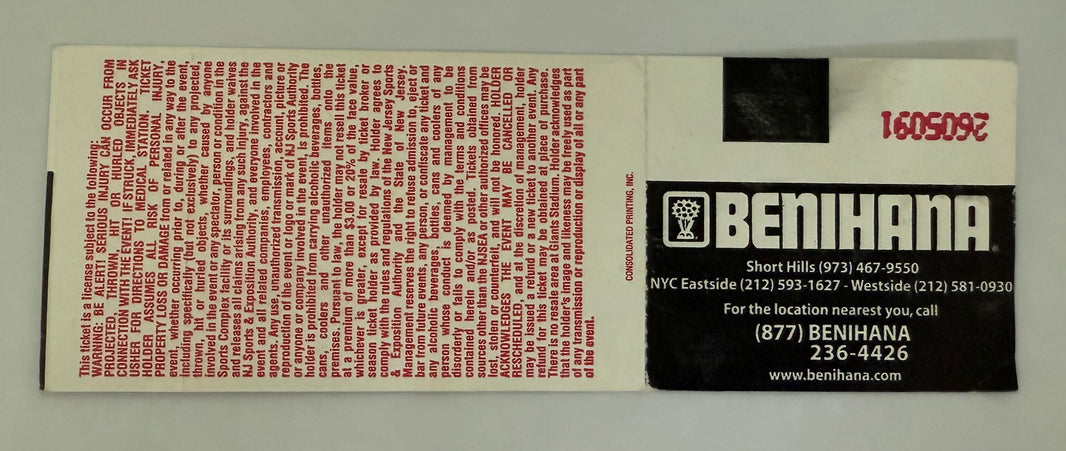 This ticket is a license subject to the following:
WARNING: BE ALERT! SERIOUS INJURY CAN OCCUR FROM
PROJECTED, THROWN, HIT OR HURLED OBJECTS IN
CONNECTION WITH THE EVENT! IF STRUCK, IMMEDIATELY ASK
USHER FOR DIRECTIONS TO MEDICAL STATION. TICKET
HOLDER ASSUMES ALL RISK OF PERSONAL INJURY,
PROPERTY LOSS OR DAMAGE from, or related in any way to the
event, whether occurring prior to, during or after the event,
including specifically (but not exclusively) to any projected,
thrown, hit or hurled objects, whether caused by anyone
involved in the event or any spectator, person or condition in the
Sports Complex facility or its surroundings, and holder waives
and releases all claims arising from any such injury, against the
NJ Sports & Exposition Authority, everyone involved in the
event and all related companies, employees, contractors and
agents. Any use, unauthorized transmission, account, picture or
reproduction of the event or logo or mark of NJ Sports Authority
or anyone or company involved in the event, is prohibited. The
holder is prohibited from carrying alcoholic beverages, bottles,
cans, coolers and other unauthorized items onto the
premises. Pursuant to law, the holder may not resell this ticket
at a premium of more than $3.00 or 20% of the face value,
whichever is greater, except for resale by ticket broker or
season ticket holder as provided by law. Holder agrees to
comply with the rules and regulations of the New Jersey Sports
& Exposition Authority and the State of New Jersey.
Management reserves the right to refuse admission to, eject or
bar from future events, any person, or confiscate any ticket and
any alcoholic beverages, bottles, cans and coolers of any
person whose conduct is deemed by management to be
disorderly or fails to comply with the terms and conditions
contained herein and/or as posted. Tickets obtained from
sources other than the NJSEA or other authorized offices may be
lost, stolen or counterfeit, and will not be honored. HOLDER
ACKNOWLEDGES THE EVENT MAY BE CANCELLED OR
RESCHEDULED, and at the discretion of management, holder
may be issued a refund or a new ticket to another event. Any
refund for this ticket may be obtained at place of purchase.
There is no resale area at Giants Stadium. Holder acknowledges
that the holder's image and likeness may be freely used as part
of any transmission or reproduction or display of all or any part
of the event.
CONSOLIDATED PRINTING, INC.
2605091
BENIHANA®
Short Hills (973) 467-9550
NYC Eastside (212) 593-1627 - Westside (212) 581-0930
For the location nearest you, call
(877) BENIHANA
236-4426
www.benihana.com